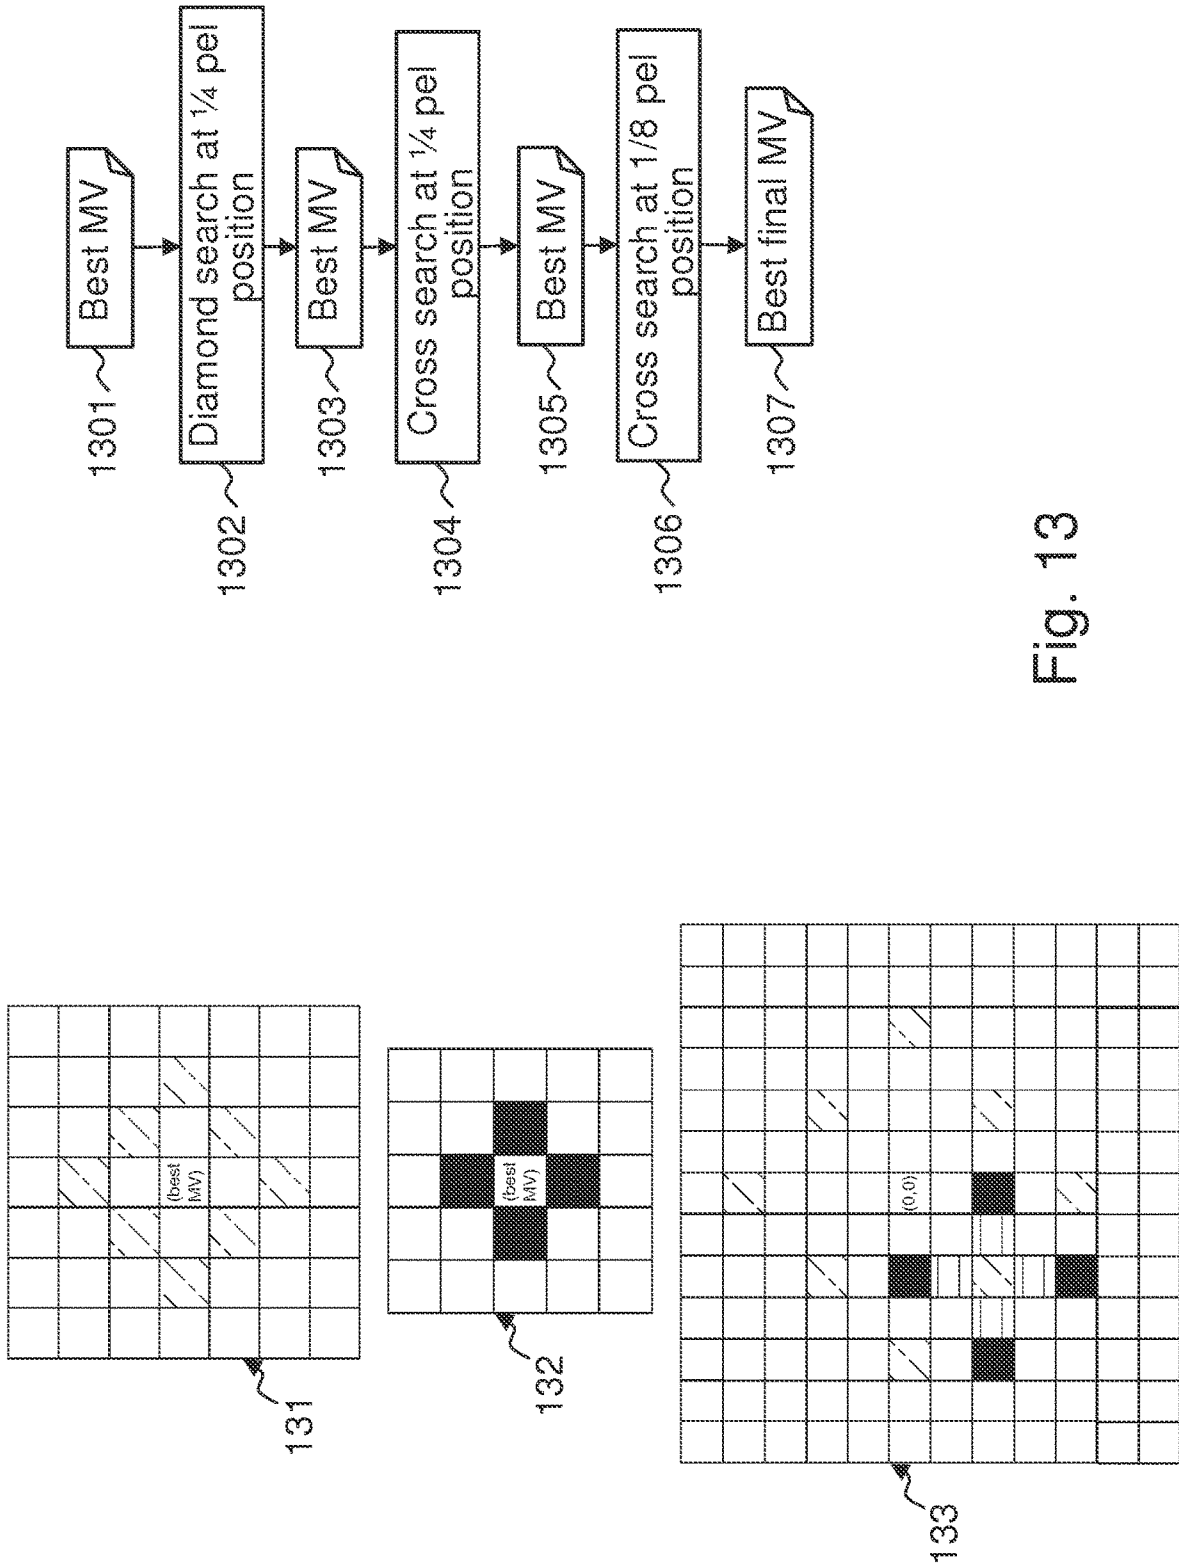 1301
Best MV
1302
Diamond search at ¼ pel
position
1303
Best MV
1304
Cross search at ¼ pel
position
1305
Best MV
1306
Cross search at 1/8 pel
position
1307
Best final MV
131
(best
MV)
132
(best
MV)
133
(0,0)
Fig. 13